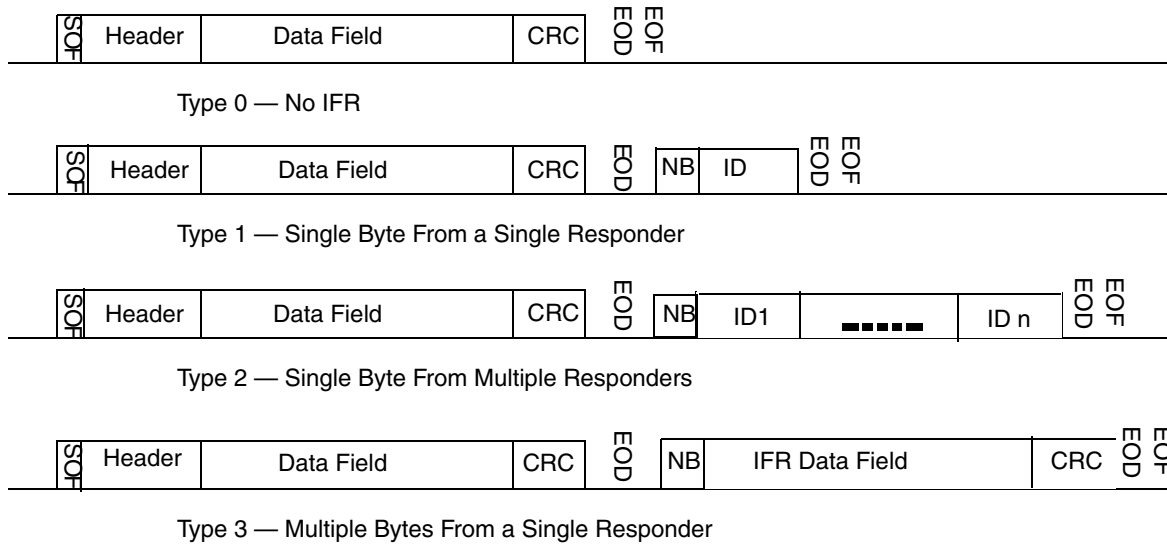 SOF Header Data Field CRC EOD EOF
Type 0 — No IFR
SOF Header Data Field CRC EOD NB ID EOD EOF
Type 1 — Single Byte From a Single Responder
SOF Header Data Field CRC EOD NB ID1 ID n EOD EOF
Type 2 — Single Byte From Multiple Responders
SOF Header Data Field CRC EOD NB IFR Data Field CRC EOD EOF
Type 3 — Multiple Bytes From a Single Responder